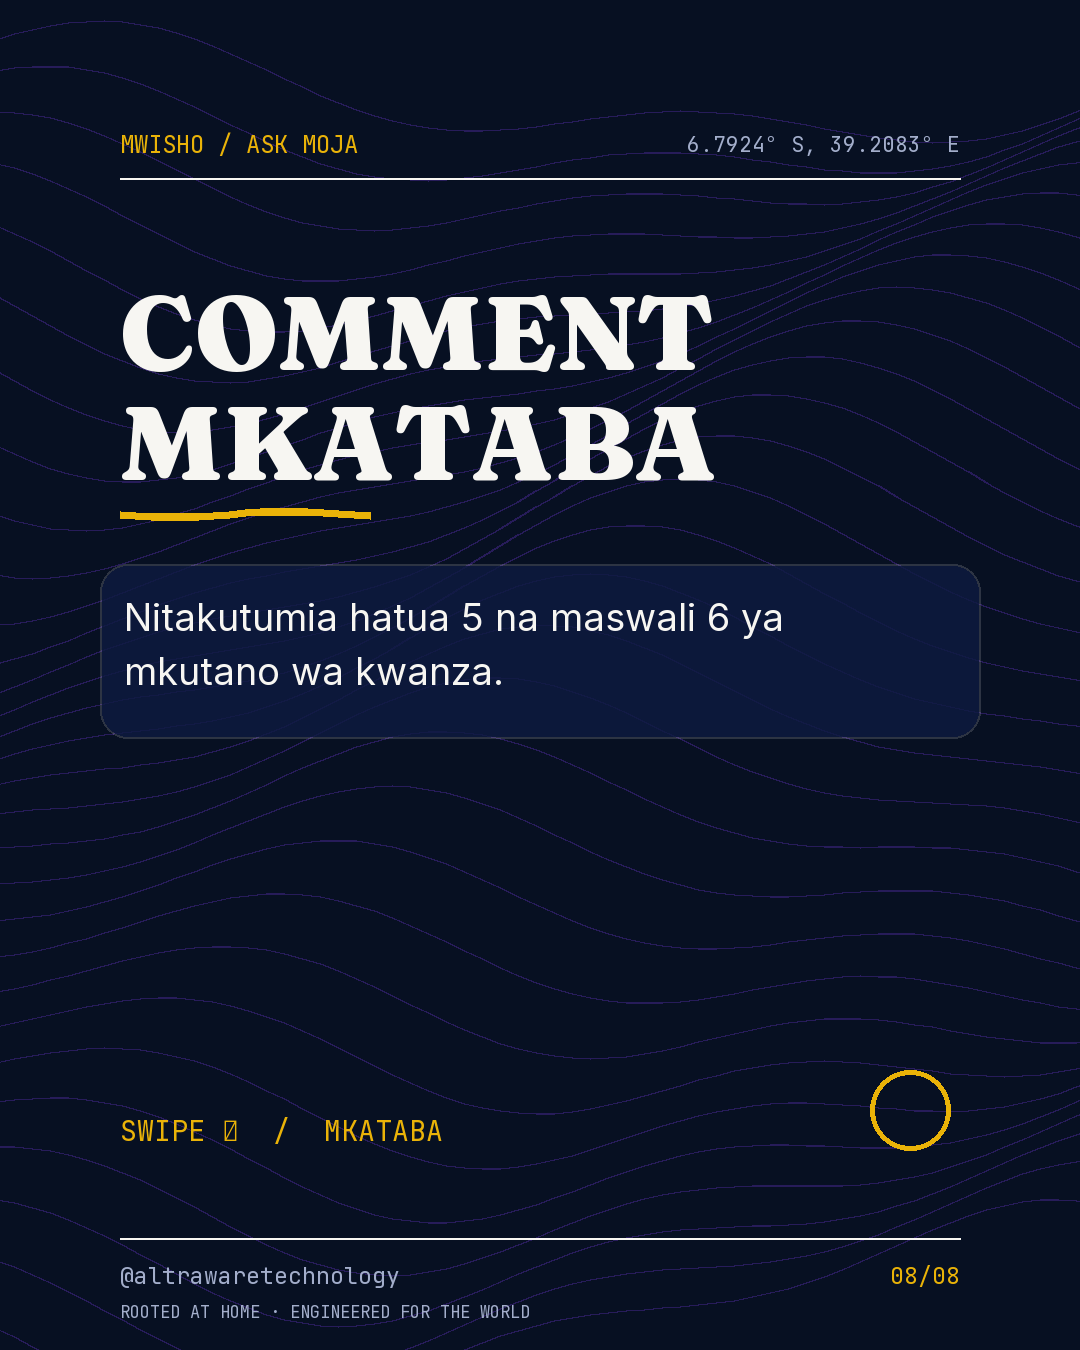 MWISHO / ASK MOJA
6.7924° S, 39.2083° E
COMMENT
MKATABA
Nitakutumia hatua 5 na maswali 6 ya
mkutano wa kwanza.
SWIPE / MKATABA
@altrawaretechnology
08/08
ROOTED AT HOME · ENGINEERED FOR THE WORLD